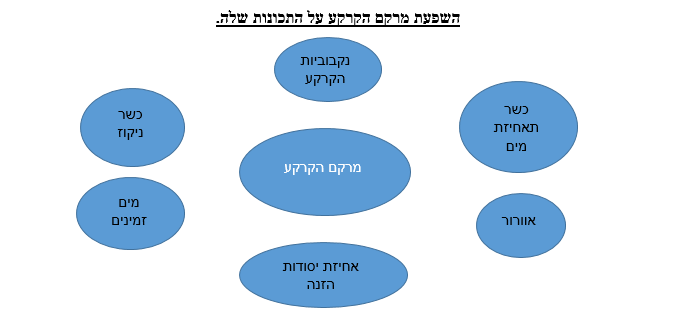 השפעת מרקם הקרקע על התכונות שלה.
נקבוביות
הקרקע
כשר
תאחיזת
מים
כשר
ניקוז
מרקם הקרקע
מים
זמינים
אוורור
אחיזת יסודות
הזנה